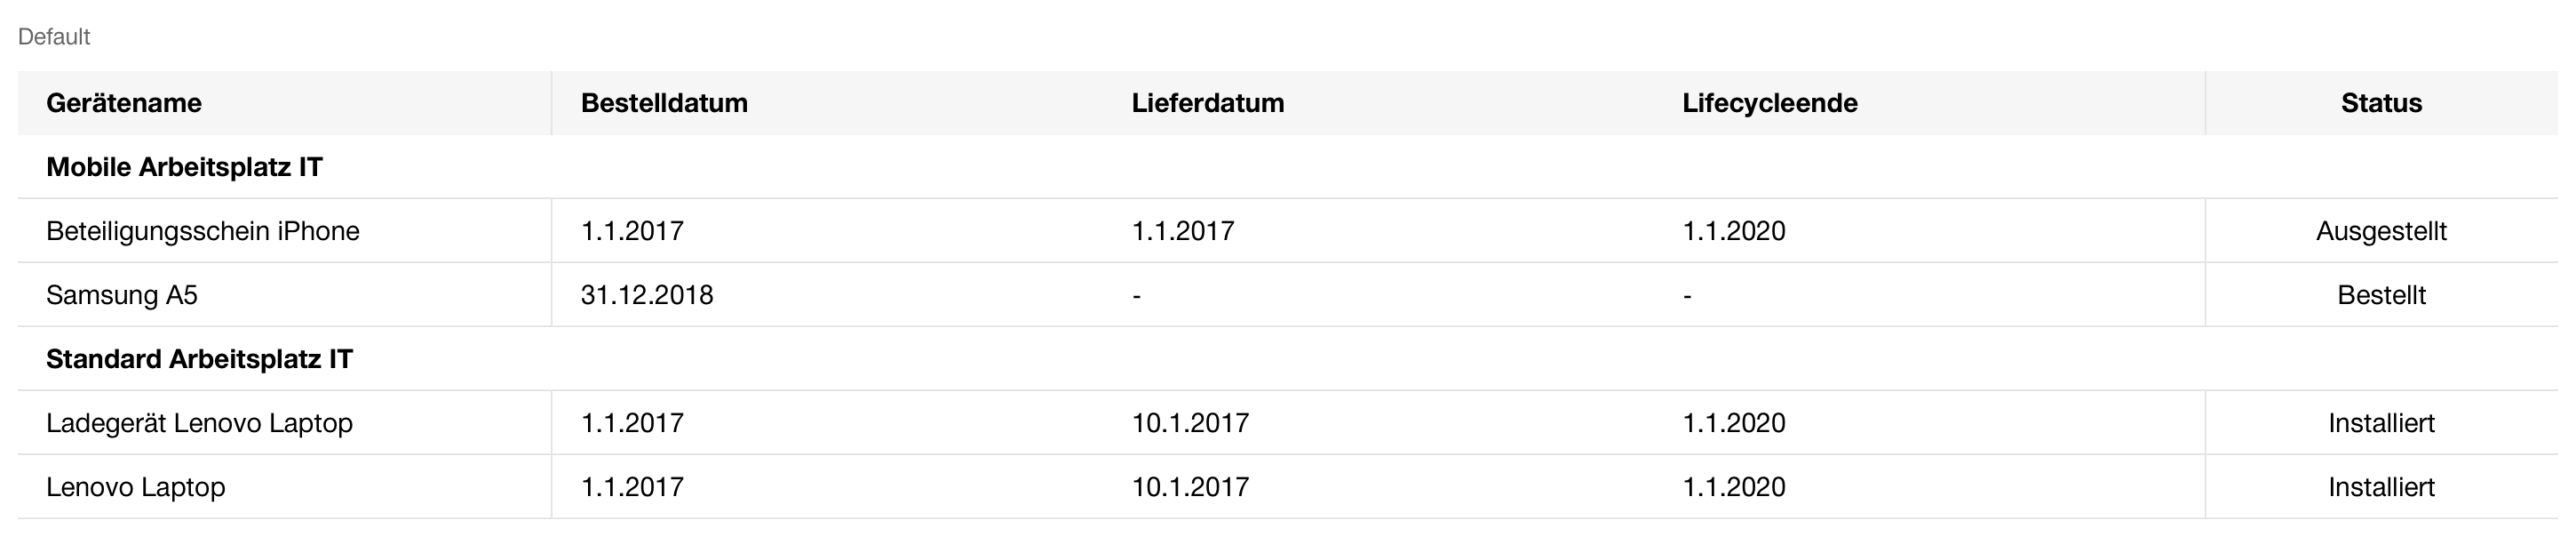 Default
Gerätename Bestelldatum Lieferdatum Lifecycleende Status
Mobile Arbeitsplatz IT
Beteiligungsschein iPhone 1.1.2017 1.1.2017 1.1.2020 Ausgestellt
Samsung A5 31.12.2018 - - Bestellt
Standard Arbeitsplatz IT
Ladegerät Lenovo Laptop 1.1.2017 10.1.2017 1.1.2020 Installiert
Lenovo Laptop 1.1.2017 10.1.2017 1.1.2020 Installiert